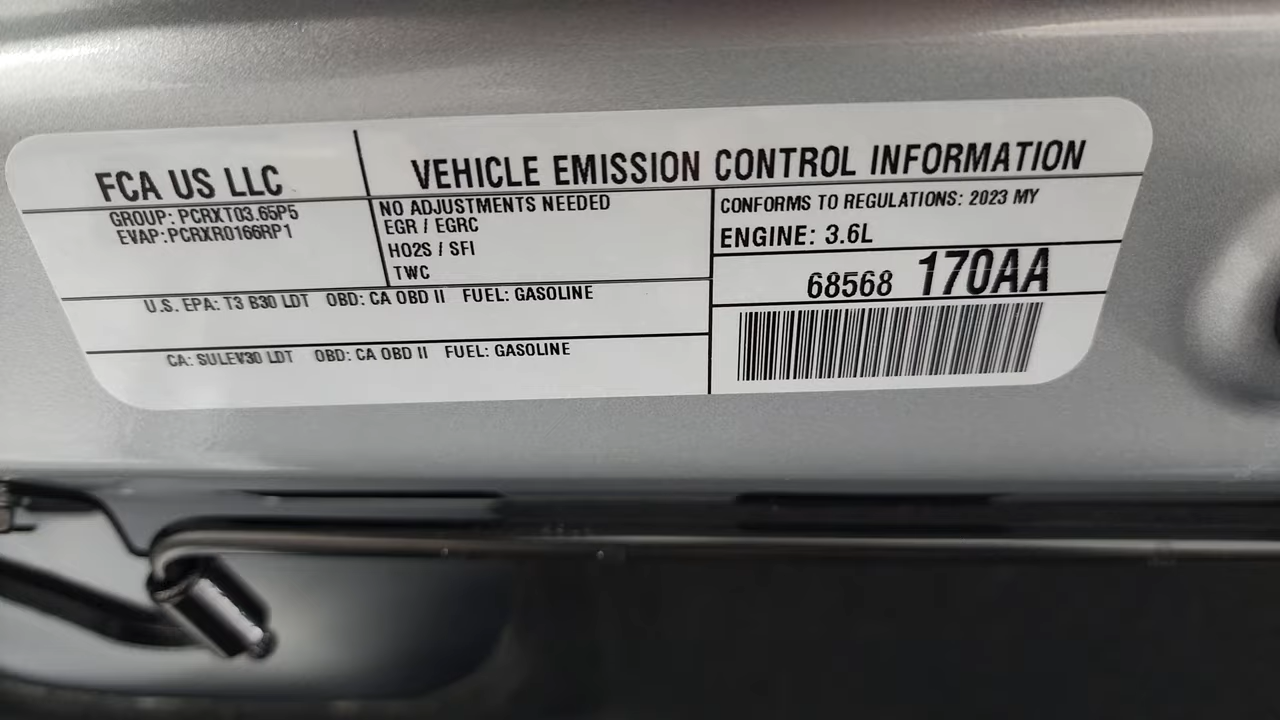 FCA US LLC
VEHICLE EMISSION CONTROL INFORMATION
GROUP: PCRXT03.65P5
EVAP:PCRXR0166RP1
NO ADJUSTMENTS NEEDED
EGR / EGRC
HO2S / SFI
TWC
CONFORMS TO REGULATIONS: 2023 MY
ENGINE: 3.6L
68568 170AA
U.S. EPA: T3 B30 LDT OBD: CA OBD II FUEL: GASOLINE
CA: SULEV30 LDT OBD: CA OBD II FUEL: GASOLINE